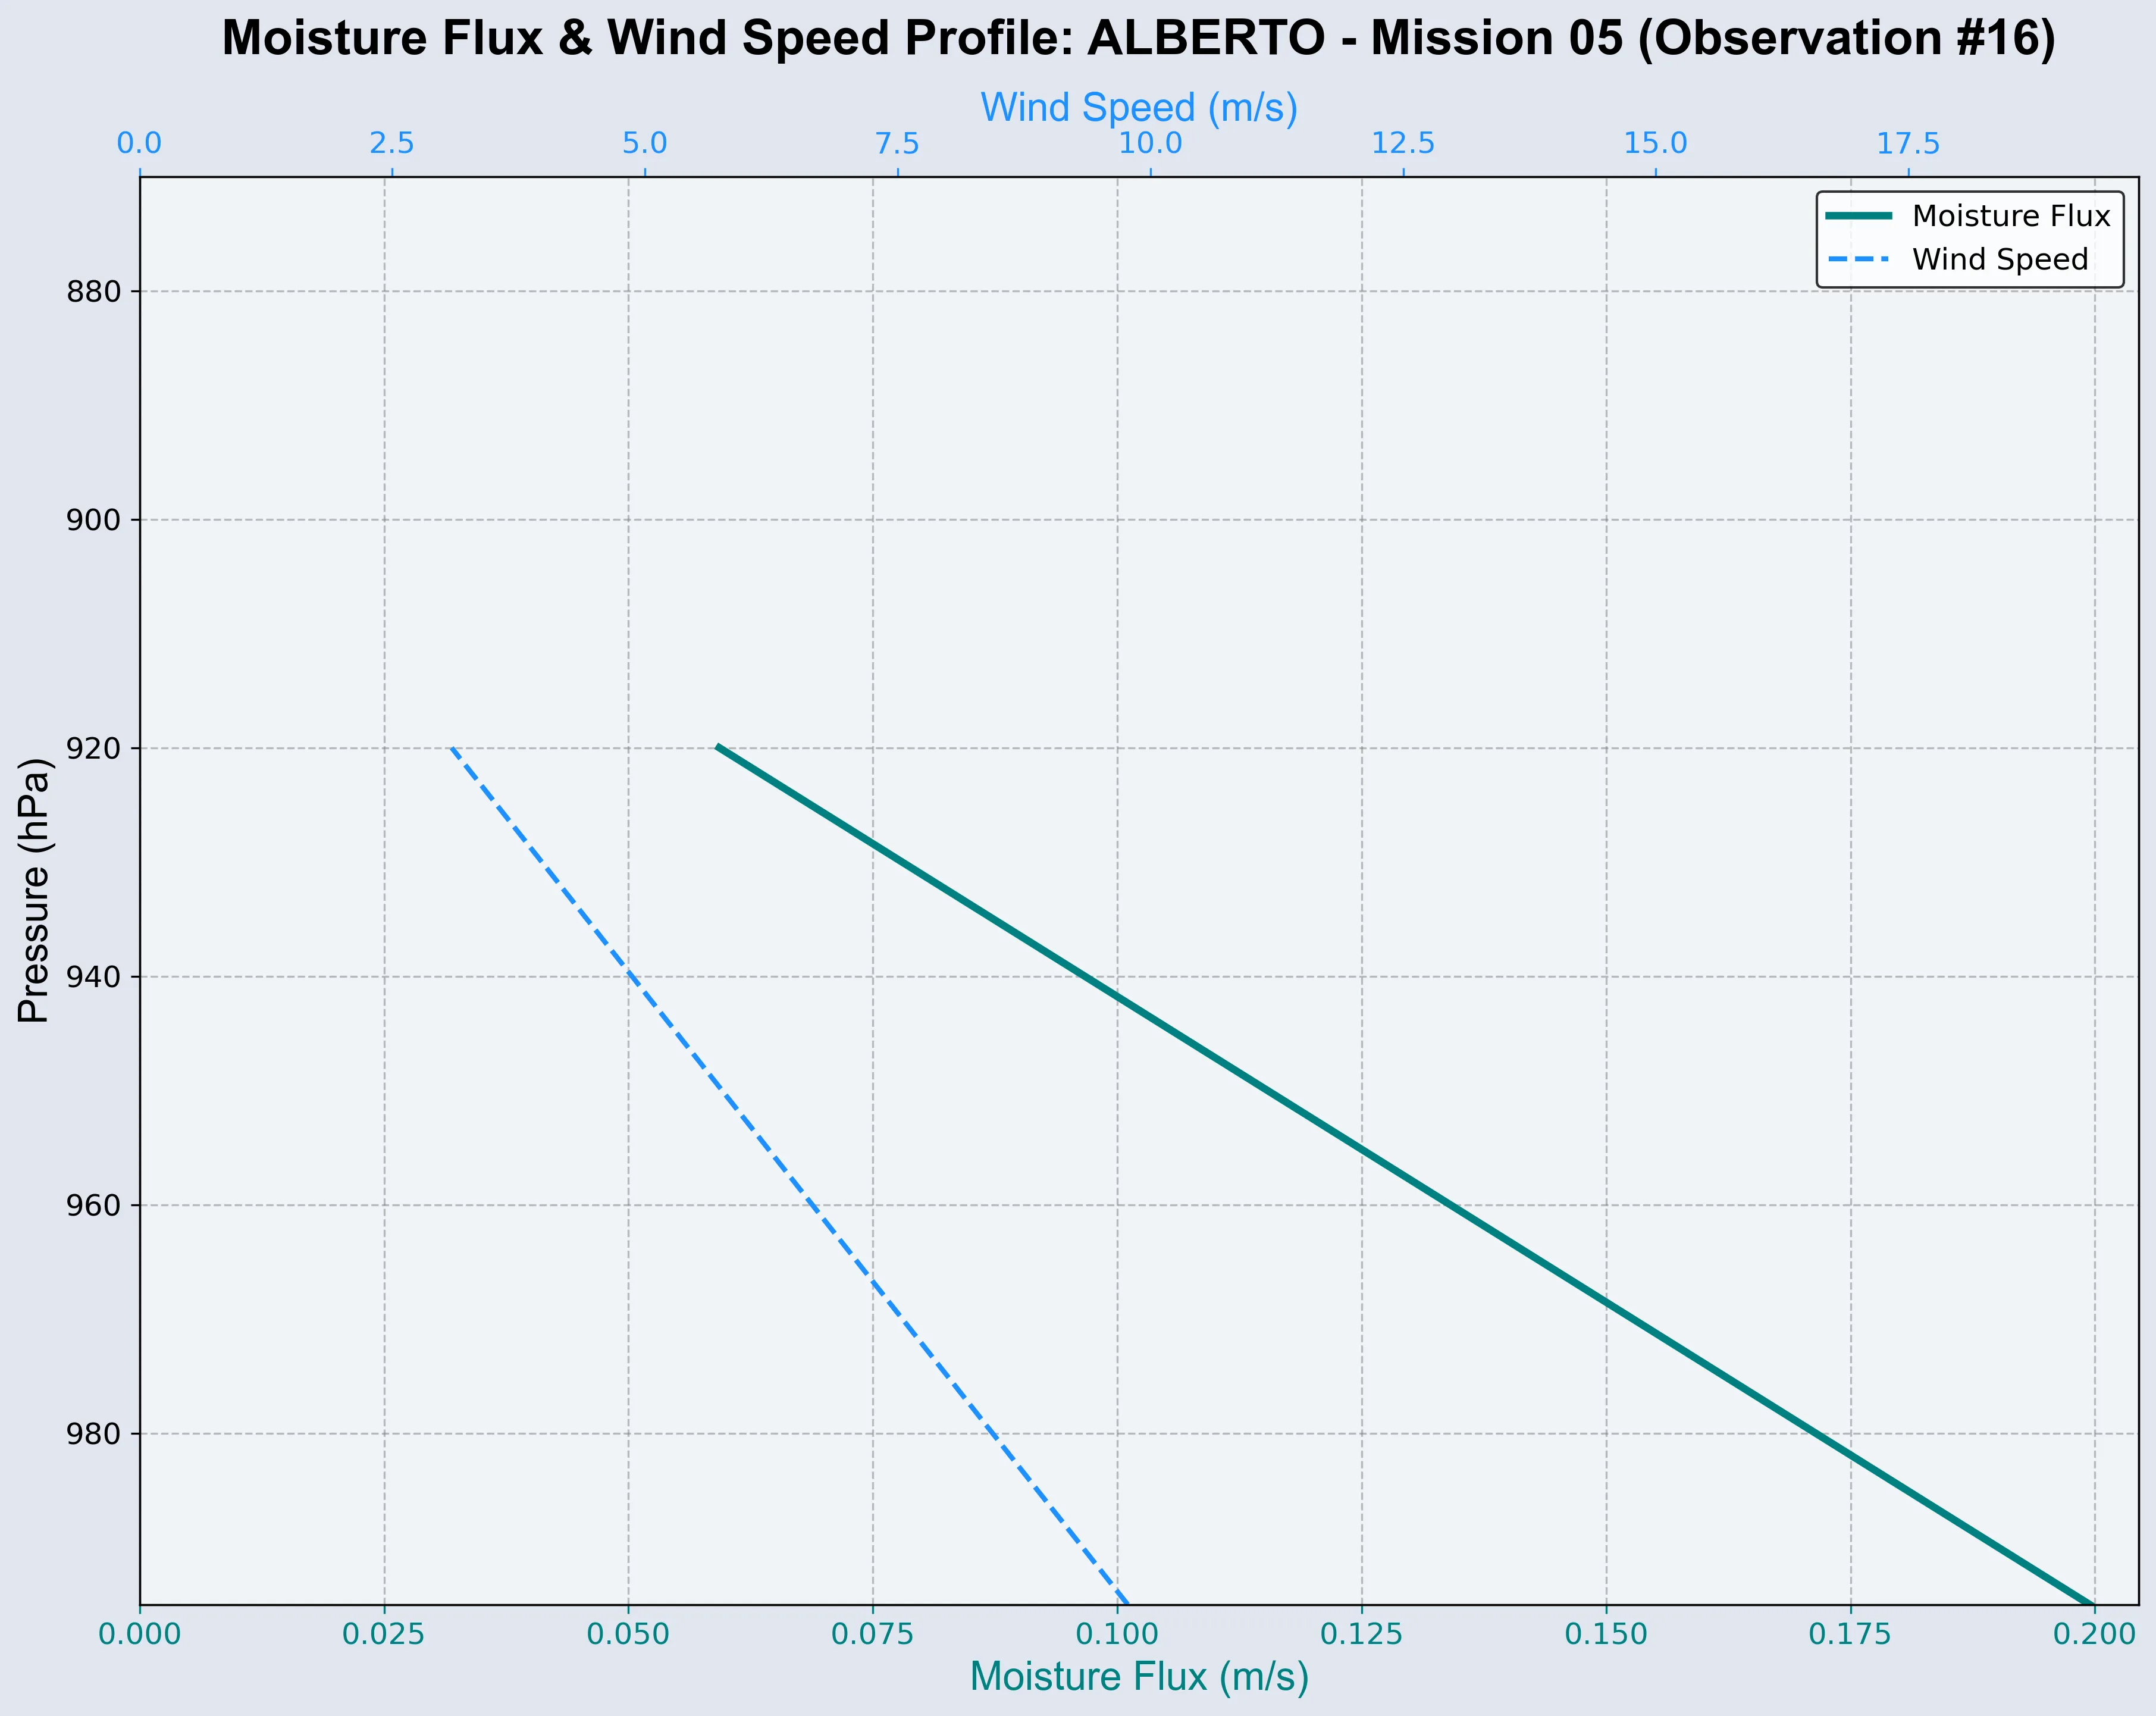 Moisture Flux & Wind Speed Profile: ALBERTO - Mission 05 (Observation #16)
Wind Speed (m/s)
0.0 2.5 5.0 7.5 10.0 12.5 15.0 17.5
Moisture Flux
Wind Speed
880
900
920
940
960
980
Pressure (hPa)
0.000 0.025 0.050 0.075 0.100 0.125 0.150 0.175 0.200
Moisture Flux (m/s)